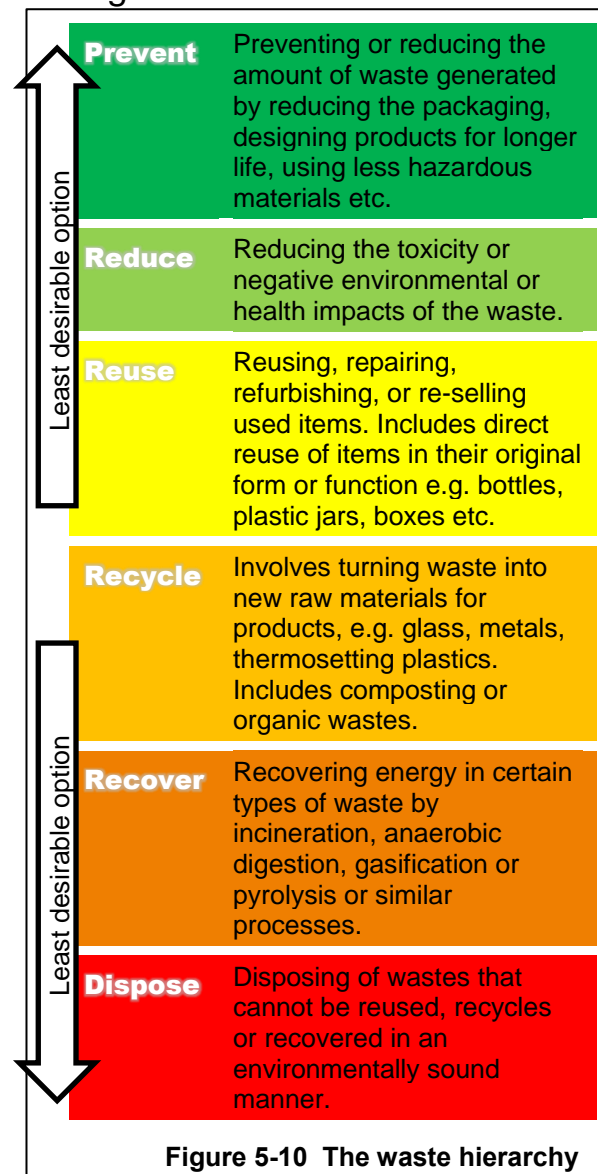 Prevent
Preventing or reducing the
amount of waste generated
by reducing the packaging,
designing products for longer
life, using less hazardous
materials etc.
Least desirable option
Reduce
Reducing the toxicity or
negative environmental or
health impacts of the waste.
Reuse
Reusing, repairing,
refurbishing, or re-selling
used items. Includes direct
reuse of items in their original
form or function e.g. bottles,
plastic jars, boxes etc.
Recycle
Involves turning waste into
new raw materials for
products, e.g. glass, metals,
thermosetting plastics.
Includes composting or
organic wastes.
Least desirable option
Recover
Recovering energy in certain
types of waste by
incineration, anaerobic
digestion, gasification or
pyrolysis or similar
processes.
Dispose
Disposing of wastes that
cannot be reused, recycles
or recovered in an
environmentally sound
manner.
Figure 5-10 The waste hierarchy